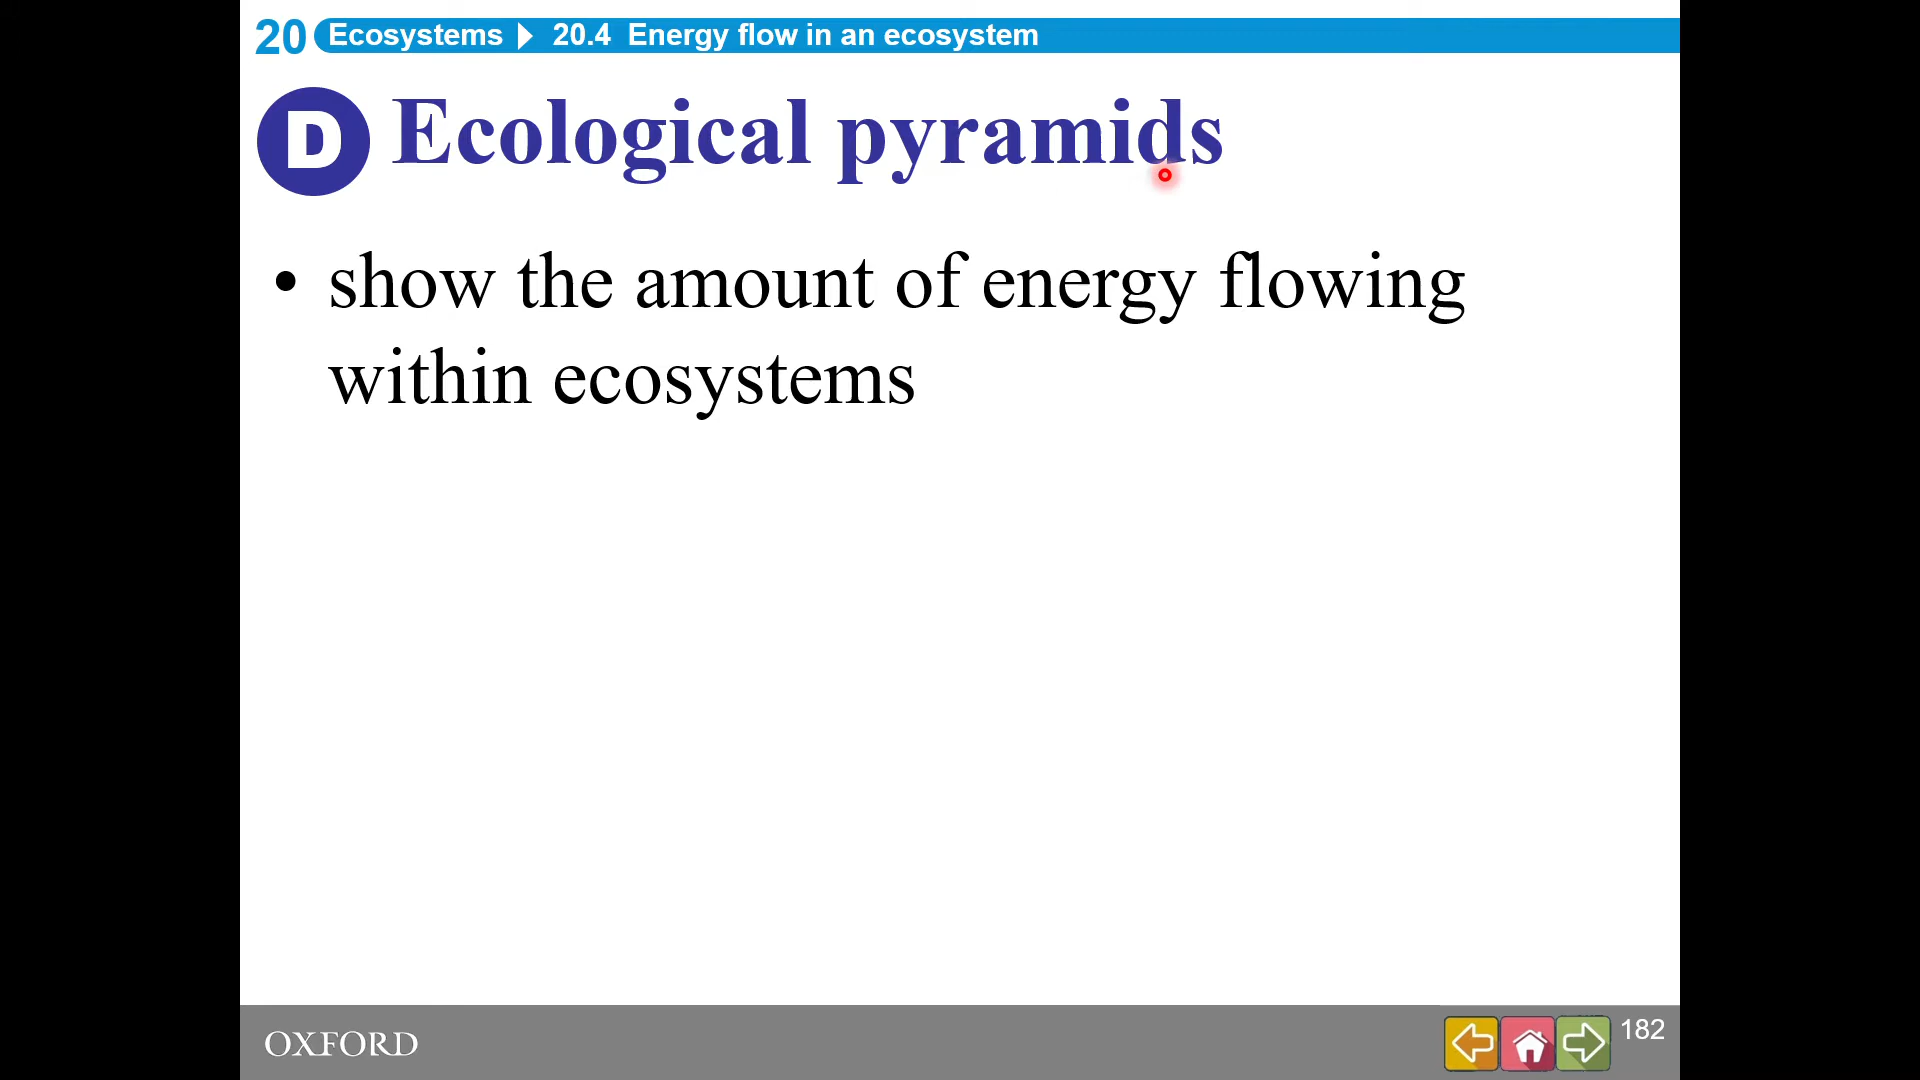 20 Ecosystems 20.4 Energy flow in an ecosystem
D Ecological pyramids
• show the amount of energy flowing
within ecosystems
OXFORD
182